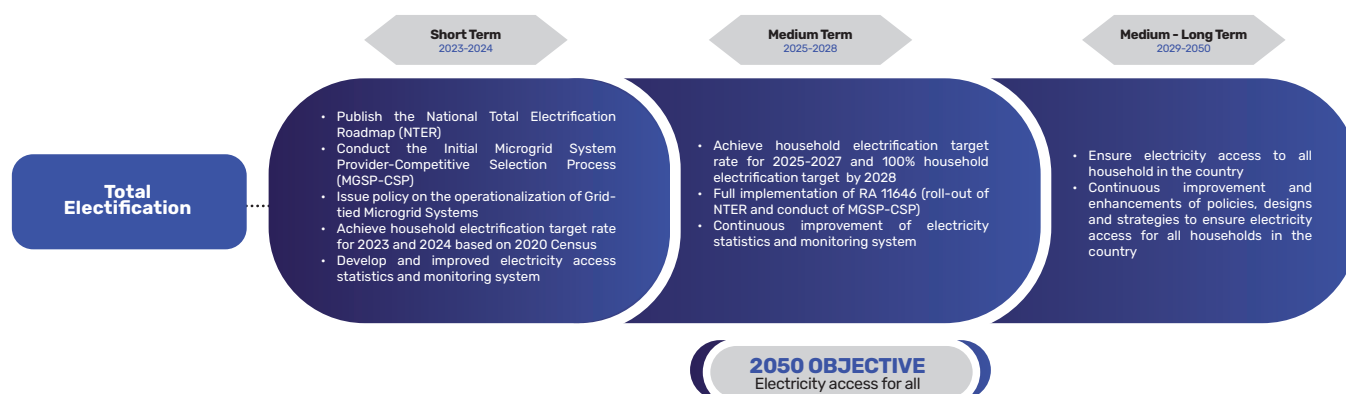 Short Term
2023-2024
Medium Term
2025-2028
Medium - Long Term
2029-2050
Total
Electification
• Publish the National Total Electrification
Roadmap (NTER)
• Conduct the Initial Microgrid System
Provider-Competitive Selection Process
(MGSP-CSP)
• Issue policy on the operationalization of Grid-
tied Microgrid Systems
• Achieve household electrification target rate
for 2023 and 2024 based on 2020 Census
• Develop and improved electricity access
statistics and monitoring system
• Achieve household electrification target
rate for 2025-2027 and 100% household
electrification target by 2028
• Full implementation of RA 11646 (roll-out of
NTER and conduct of MGSP-CSP)
• Continuous improvement of electricity
statistics and monitoring system
• Ensure electricity access to all
household in the country
• Continuous improvement and
enhancements of policies, designs
and strategies to ensure electricity
access for all households in the
country
2050 OBJECTIVE
Electricity access for all